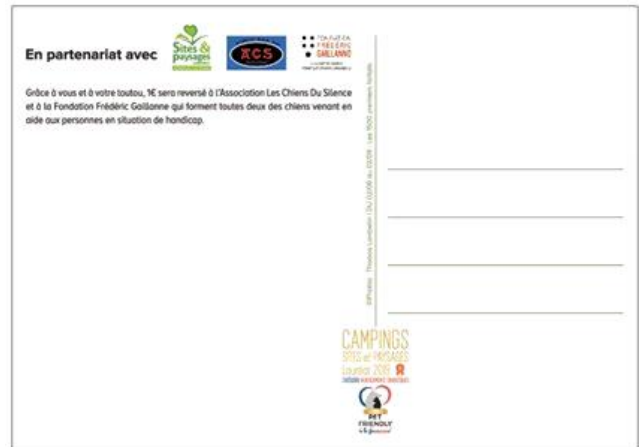 En partenariat avec
Sites &
paysages
ACS
FONDATION
FRÉDÉRIC
GAILLANNE
Grâce à vous et à votre toutou, 1€ sera reversé à l'Association Les Chiens Du Silence
et à la Fondation Frédéric Gaillanne qui forment toutes deux des chiens venant en
aide aux personnes en situation de handicap.
CAMPINGS
SITES et PAYSAGES
Lauréat 2019
PET
FRIENDLY